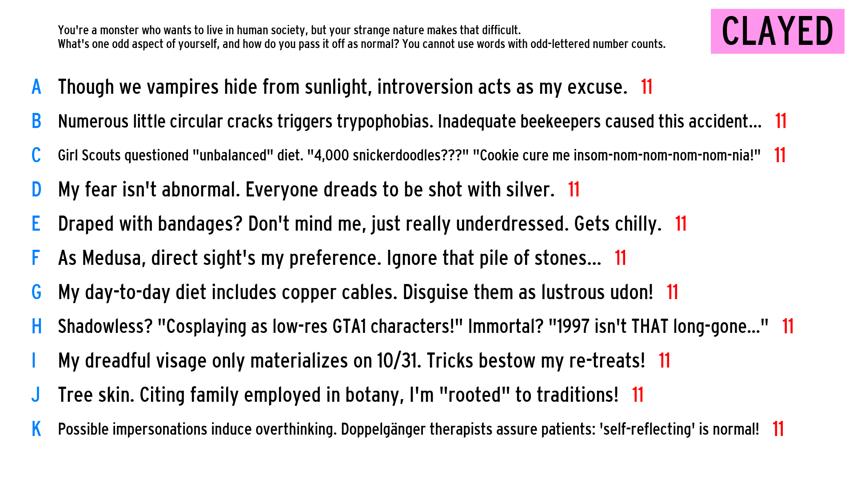 You're a monster who wants to live in human society, but your strange nature makes that difficult.
What's one odd aspect of yourself, and how do you pass it off as normal? You cannot use words with odd-lettered number counts.
CLAYED
A Though we vampires hide from sunlight, introversion acts as my excuse. 11
B Numerous little circular cracks triggers trypophobias. Inadequate beekeepers caused this accident... 11
C Girl Scouts questioned "unbalanced" diet. "4,000 snickerdoodles???" "Cookie cure me insom-nom-nom-nom-nom-nia!" 11
D My fear isn't abnormal. Everyone dreads to be shot with silver. 11
E Draped with bandages? Don't mind me, just really underdressed. Gets chilly. 11
F As Medusa, direct sight's my preference. Ignore that pile of stones... 11
G My day-to-day diet includes copper cables. Disguise them as lustrous udon! 11
H Shadowless? "Cosplaying as low-res GTA1 characters!" Immortal? "1997 isn't THAT long-gone..." 11
I My dreadful visage only materializes on 10/31. Tricks bestow my re-treats! 11
J Tree skin. Citing family employed in botany, I'm "rooted" to traditions! 11
K Possible impersonations induce overthinking. Doppelgänger therapists assure patients: 'self-reflecting' is normal! 11